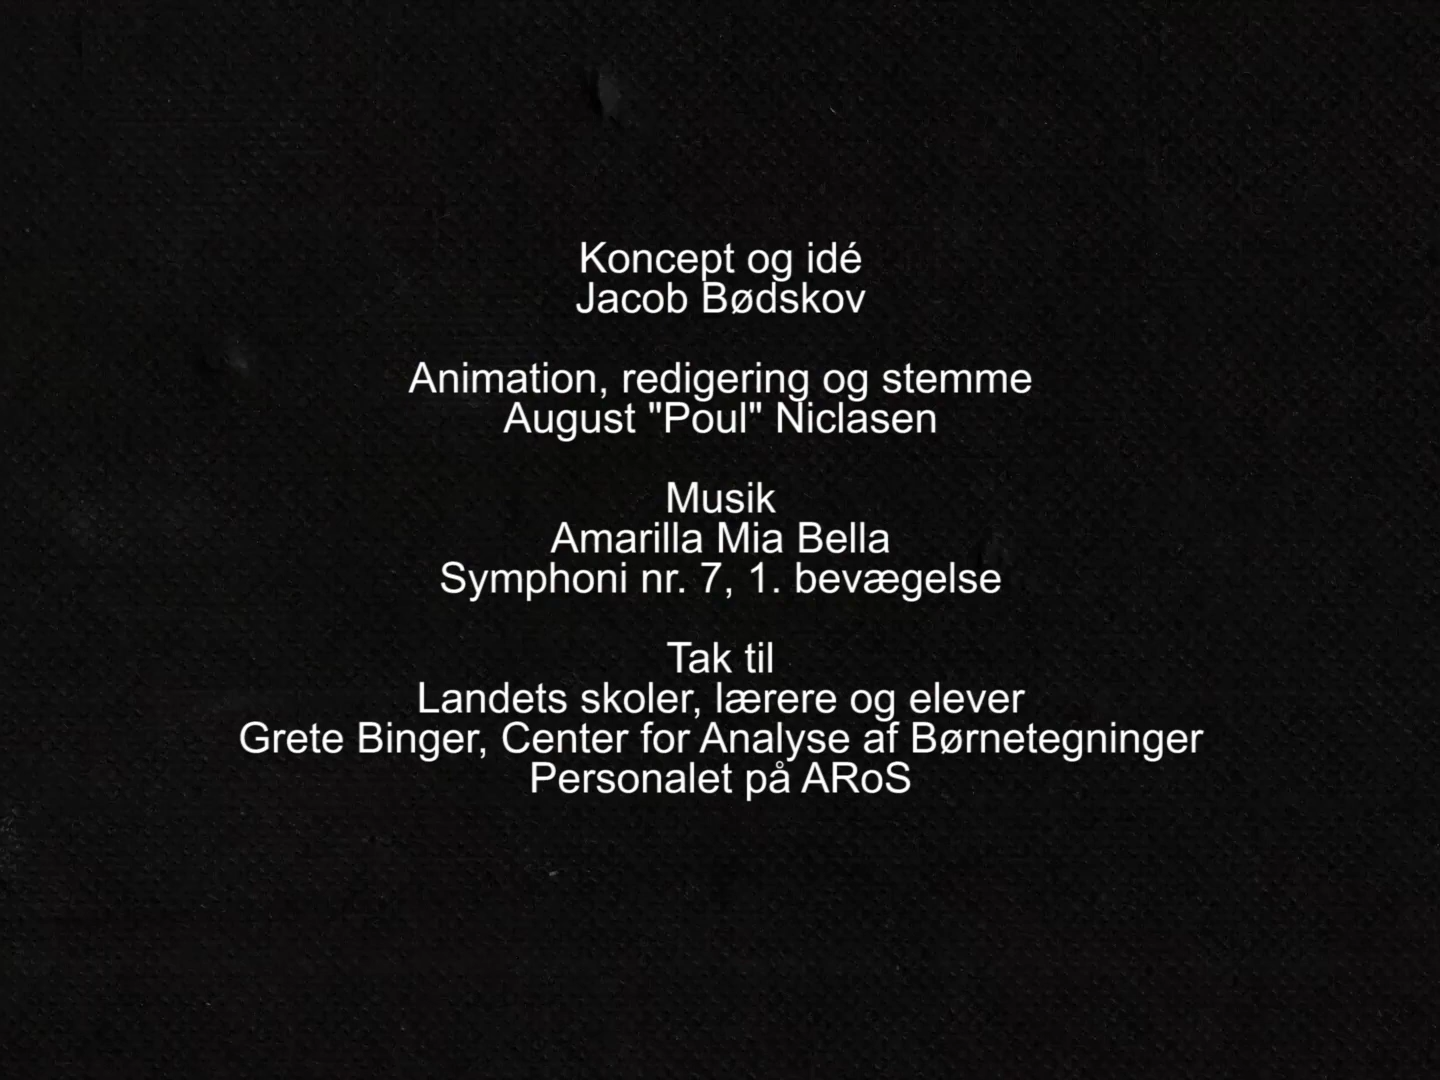 Koncept og idé
Jacob Bødskov
Animation, redigering og stemme
August "Poul" Niclasen
Musik
Amarilla Mia Bella
Symphoni nr. 7, 1. bevægelse
Tak til
Landets skoler, lærere og elever
Grete Binger, Center for Analyse af Børnetegninger
Personalet på ARoS